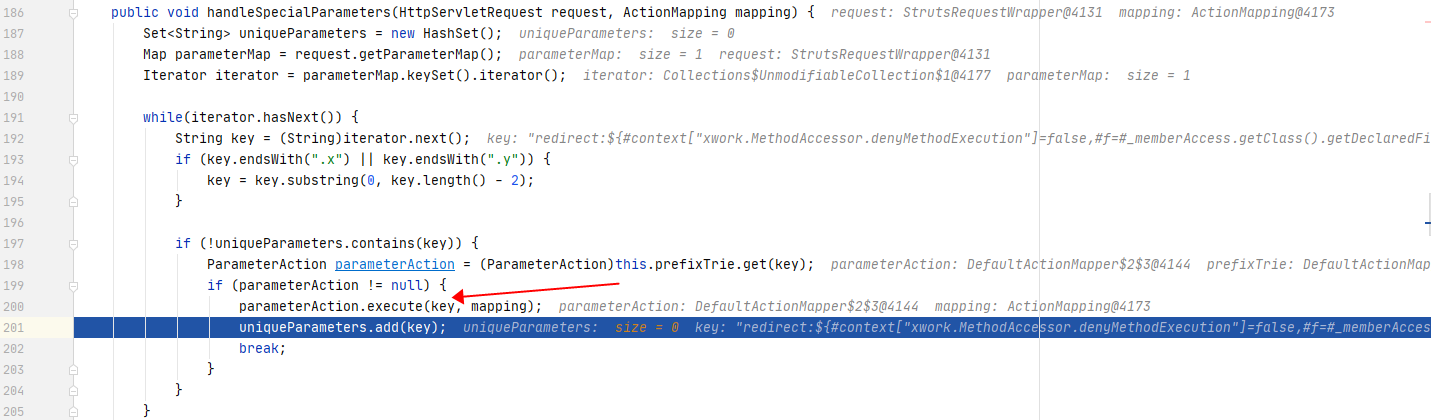 186 public void handleSpecialParameters(HttpServletRequest request, ActionMapping mapping) { request: StrutsRequestWrapper@4131 mapping: ActionMapping@4173
187 Set<String> uniqueParameters = new HashSet(); uniqueParameters: size = 0
188 Map parameterMap = request.getParameterMap(); parameterMap: size = 1 request: StrutsRequestWrapper@4131
189 Iterator iterator = parameterMap.keySet().iterator(); iterator: Collections$UnmodifiableCollection$1@4177 parameterMap: size = 1
190
191 while(iterator.hasNext()) {
192 String key = (String)iterator.next(); key: "redirect:${#context["xwork.MethodAccessor.denyMethodExecution"]=false,#f=#_memberAccess.getClass().getDeclaredFi
193 if (key.endsWith(".x") || key.endsWith(".y")) {
194 key = key.substring(0, key.length() - 2);
195 }
196
197 if (!uniqueParameters.contains(key)) {
198 ParameterAction parameterAction = (ParameterAction)this.prefixTrie.get(key); parameterAction: DefaultActionMapper$2$3@4144 prefixTrie: DefaultActionMap
199 if (parameterAction != null) {
200 parameterAction.execute(key, mapping); parameterAction: DefaultActionMapper$2$3@4144 mapping: ActionMapping@4173
201 uniqueParameters.add(key); uniqueParameters: size = 0 key: "redirect:${#context["xwork.MethodAccessor.denyMethodExecution"]=false,#f=#_memberAcces
202 break;
203 }
204 }
205 }